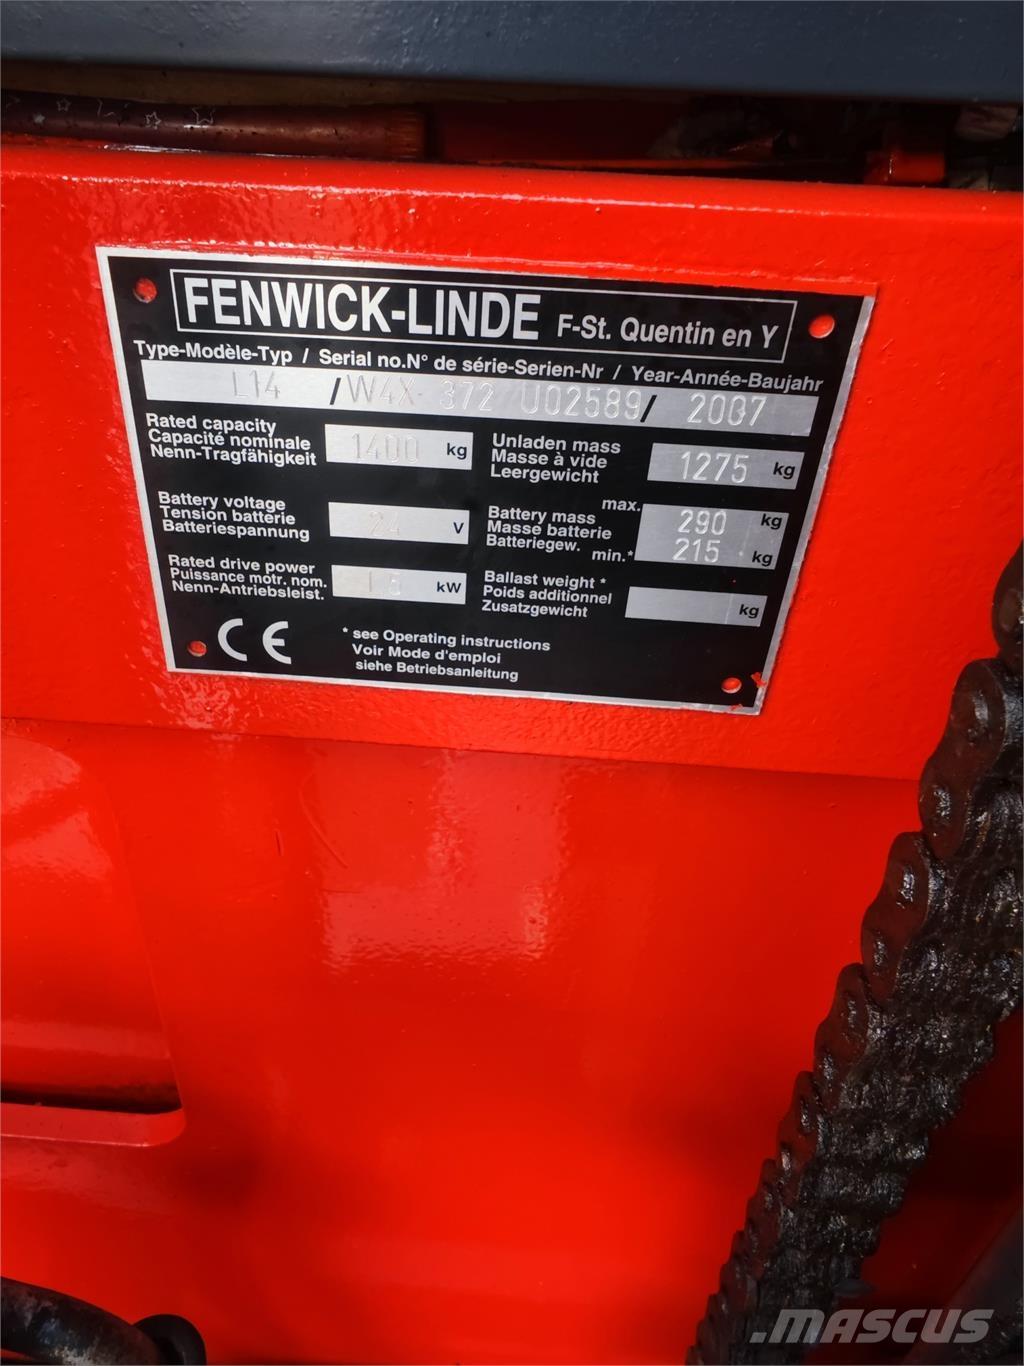 FENWICK-LINDE F-St. Quentin en Y
Type-Modèle-Typ / Serial no.N° de série-Serien-Nr / Year-Année-Baujahr
L14 / W4X 372 U02589 / 2007
Rated capacity
Capacité nominale
Nenn-Tragfähigkeit
1400 kg
Unladen mass
Masse à vide
Leergewicht
1275 kg
Battery voltage
Tension batterie
Batteriespannung
24 V
Battery mass
Masse batterie
Batteriegew.
max. 290 kg
min.* 215 kg
Rated drive power
Puissance motr. nom.
Nenn-Antriebsleist.
kW
Ballast weight *
Poids additionnel
Zusatzgewicht
kg
CE
* see Operating instructions
Voir Mode d'emploi
siehe Betriebsanleitung
.MASCUS